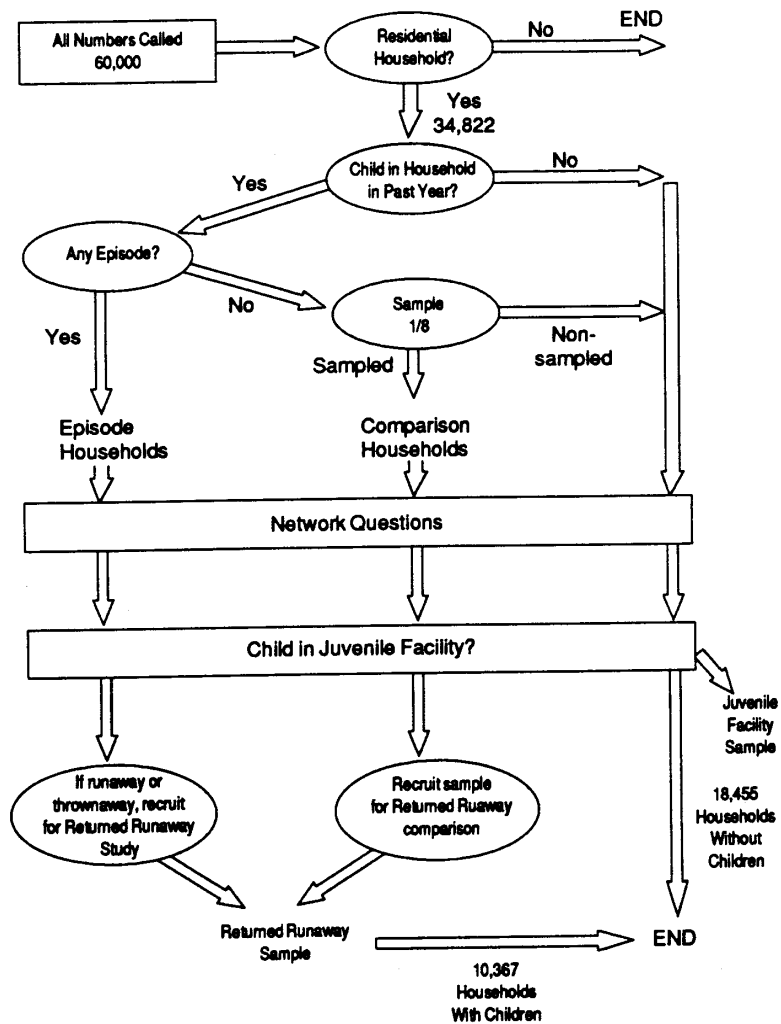 All Numbers Called
60,000
Residential
Household?
No
END
Yes
34,822
Child in Household
in Past Year?
No
Yes
Any Episode?
No
Sample
1/8
Yes
Sampled
Non-
sampled
Episode
Households
Comparison
Households
Network Questions
Child in Juvenile Facility?
Juvenile
Facility
Sample
If runaway or
thrownaway, recruit
for Returned Runaway
Study
Recruit sample
for Returned Ruaway
comparison
18,455
Households
Without
Children
Returned Runaway
Sample
END
10,367
Households
With Children